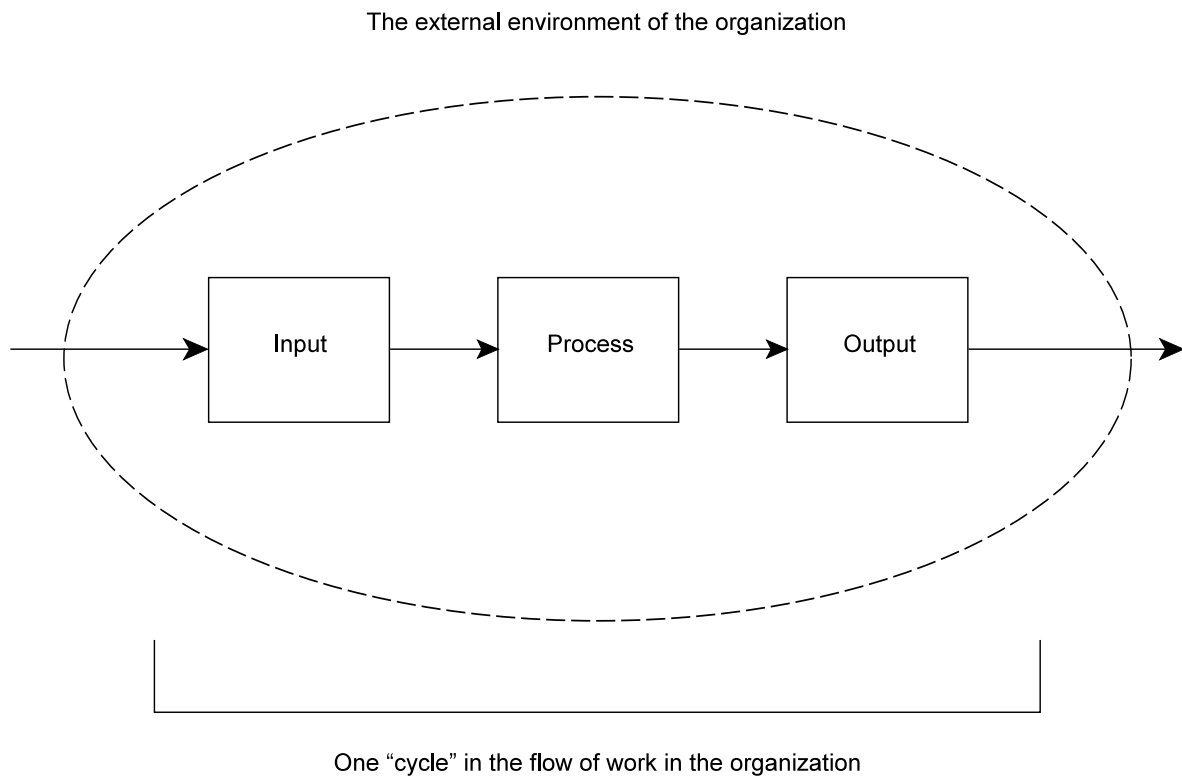 The external environment of the organization
Input
Process
Output
One “cycle” in the flow of work in the organization